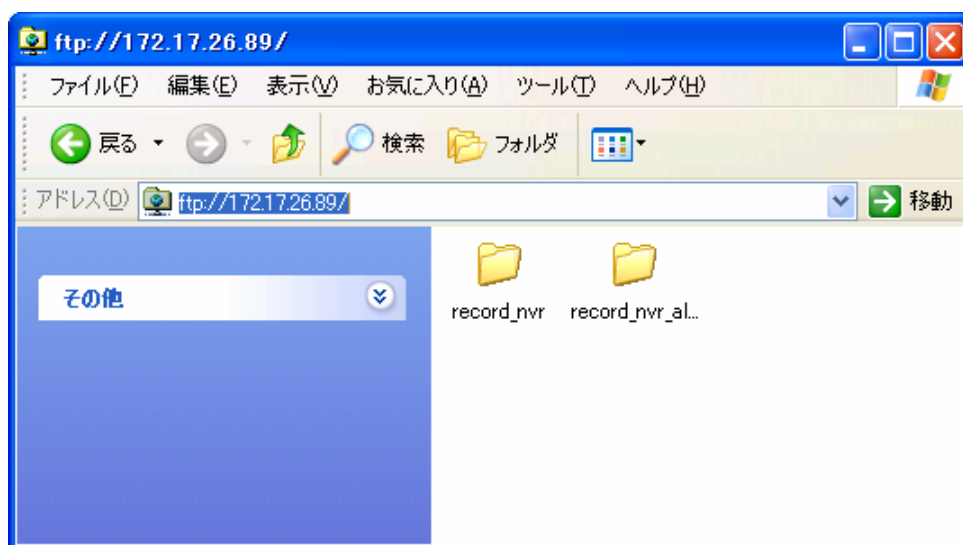 ftp://172.17.26.89/
ファイル(F) 編集(E) 表示(V) お気に入り(A) ツール(T) ヘルプ(H)
戻る 検索 フォルダ
アドレス(D) ftp://172.17.26.89/ 移動
その他
record_nvr record_nvr_al...